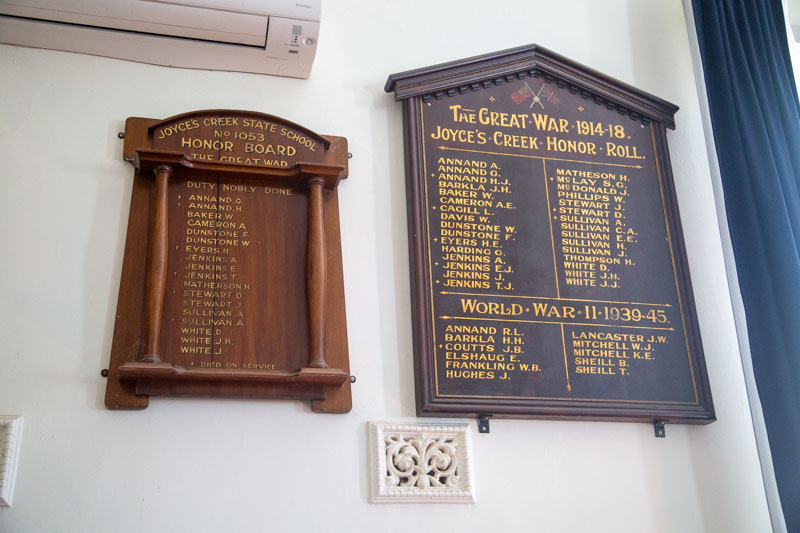 JOYCE'S CREEK STATE SCHOOL
No 1053
HONOR BOARD
THE GREAT WAR
DUTY NOBLY DONE
+ ANNAND. G
ANNAND. H
BAKER W
CAMERON. A
DUNSTONE F
DUNSTONE W
+ EYERS. H
JENKINS A
JENKINS E
+ JENKINS T
MATHERSON H
+ STEWART D
STEWART J
SULLIVAN. A
SULLIVAN. A
WHITE. D
WHITE. J.H.
WHITE. J
+ DIED ON SERVICE
THE GREAT·WAR·1914-18.
JOYCE'S·CREEK·HONOR·ROLL.
ANNAND A.
+ ANNAND G.
+ ANNAND H.G.
BARKLA J.H.
BAKER W.
CAMERON A.E.
+ CAGILL L.
DAVIS W.
DUNSTONE W.
DUNSTONE F.
+ EYERS H.E.
HARDING O.
JENKINS A.
+ JENKINS E.J.
JENKINS J.
+ JENKINS T.J.
MATHESON H.
McLAY S.G.
McDONALD J.
PHILLIPS W.
STEWART J.
+ STEWART D.
+ SULLIVAN A.
SULLIVAN C.A.
SULLIVAN E.E.
SULLIVAN H.
SULLIVAN J.
THOMPSON H.
WHITE D.
WHITE J.H.
WHITE J.J.
WORLD·WAR·II·1939-45.
ANNAND R.L.
BARKLA H.H.
+ COUTTS J.B.
ELSHAUG E.
FRANKLING W.B.
HUGHES J.
LANCASTER J.W.
MITCHELL W.J.
MITCHELL K.E.
SHEILL B.
SHEILL T.